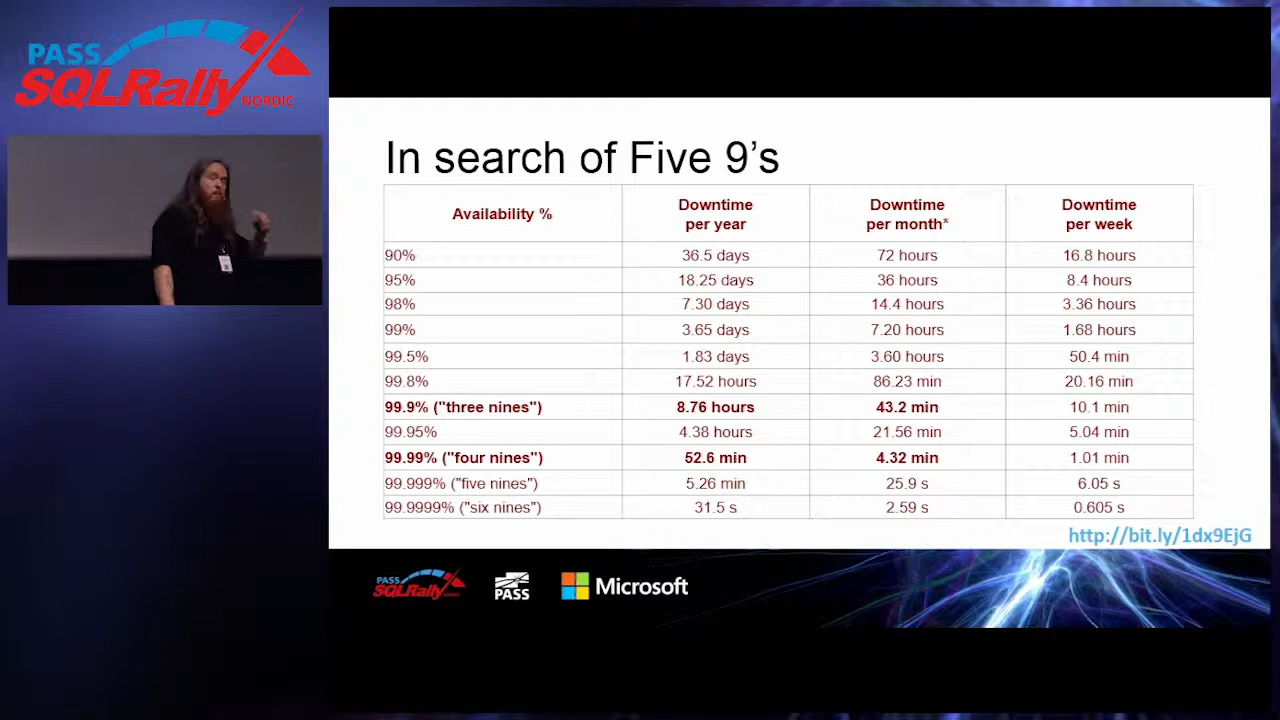 PASS
SQLRally
NORDIC
In search of Five 9's
Availability % Downtime per year Downtime per month* Downtime per week
90% 36.5 days 72 hours 16.8 hours
95% 18.25 days 36 hours 8.4 hours
98% 7.30 days 14.4 hours 3.36 hours
99% 3.65 days 7.20 hours 1.68 hours
99.5% 1.83 days 3.60 hours 50.4 min
99.8% 17.52 hours 86.23 min 20.16 min
99.9% ("three nines") 8.76 hours 43.2 min 10.1 min
99.95% 4.38 hours 21.56 min 5.04 min
99.99% ("four nines") 52.6 min 4.32 min 1.01 min
99.999% ("five nines") 5.26 min 25.9 s 6.05 s
99.9999% ("six nines") 31.5 s 2.59 s 0.605 s
http://bit.ly/1dx9EjG
PASS
SQLRally
PASS
Microsoft